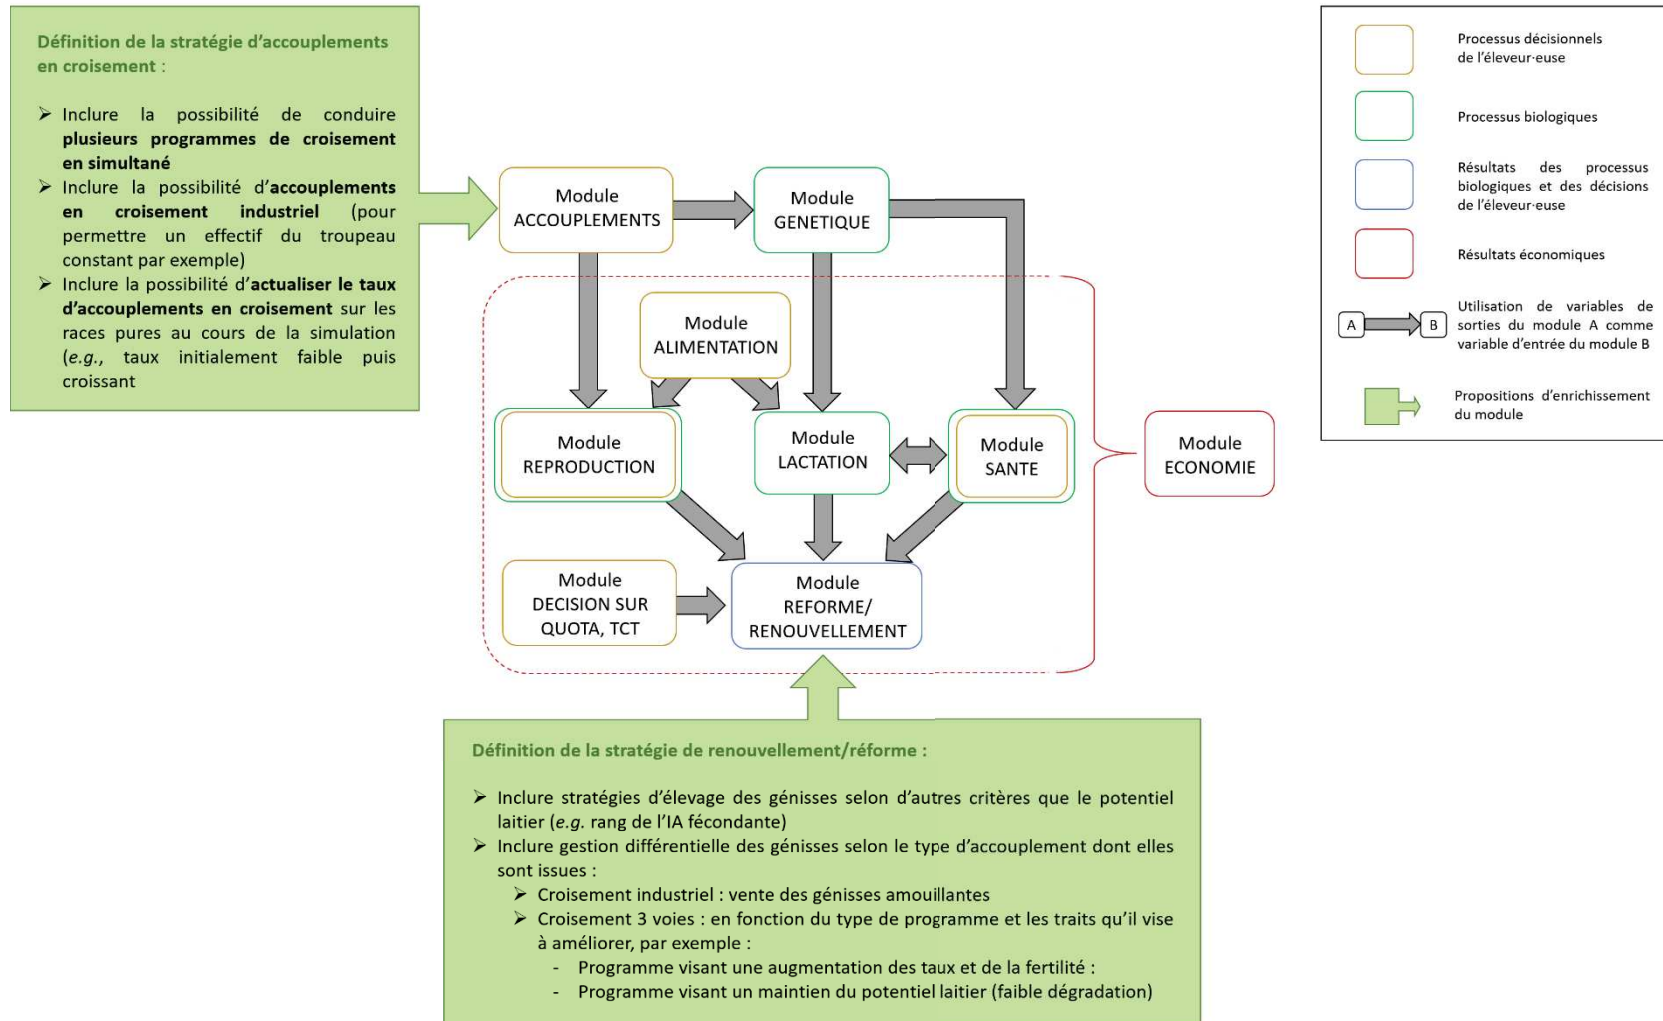 Définition de la stratégie d’accouplements
en croisement :
➢ Inclure la possibilité de conduire
plusieurs programmes de croisement
en simultané
➢ Inclure la possibilité d’accouplements
en croisement industriel (pour
permettre un effectif du troupeau
constant par exemple)
➢ Inclure la possibilité d’actualiser le taux
d’accouplements en croisement sur les
races pures au cours de la simulation
(e.g., taux initialement faible puis
croissant
Module
ACCOUPLEMENTS
Module
GENETIQUE
Module
ALIMENTATION
Module
REPRODUCTION
Module
LACTATION
Module
SANTE
Module
ECONOMIE
Module
DECISION SUR
QUOTA, TCT
Module
REFORME/
RENOUVELLEMENT
Processus décisionnels
de l’éleveur·euse
Processus biologiques
Résultats des processus
biologiques et des décisions
de l’éleveur·euse
Résultats économiques
A B
Utilisation de variables de
sorties du module A comme
variable d’entrée du module B
Propositions d’enrichissement
du module
Définition de la stratégie de renouvellement/réforme :
➢ Inclure stratégies d’élevage des génisses selon d’autres critères que le potentiel
laitier (e.g. rang de l’IA fécondante)
➢ Inclure gestion différentielle des génisses selon le type d’accouplement dont elles
sont issues :
➢ Croisement industriel : vente des génisses amouillantes
➢ Croisement 3 voies : en fonction du type de programme et les traits qu’il vise
à améliorer, par exemple :
- Programme visant une augmentation des taux et de la fertilité :
- Programme visant un maintien du potentiel laitier (faible dégradation)